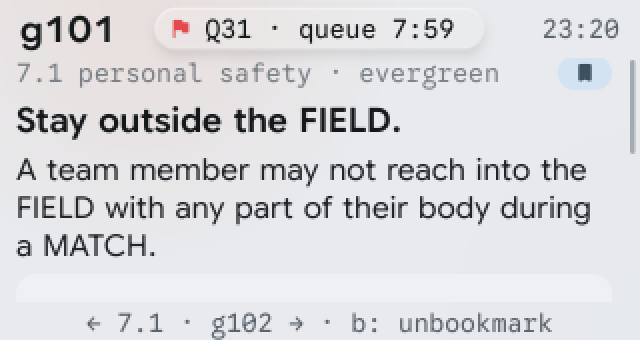 g101
Q31 · queue 7:59
23:20
7.1 personal safety · evergreen
Stay outside the FIELD.
A team member may not reach into the
FIELD with any part of their body during
a MATCH.
← 7.1 · g102 → · b: unbookmark